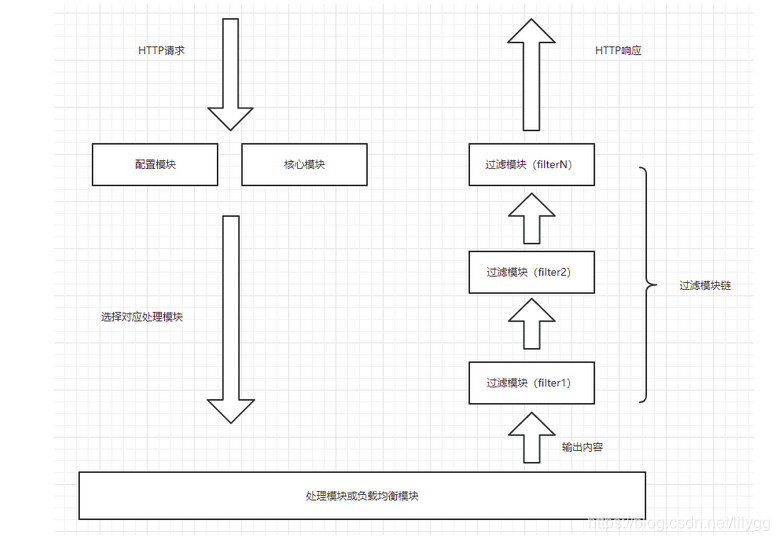 HTTP请求
HTTP响应
配置模块
核心模块
过滤模块（filterN）
过滤模块（filter2）
过滤模块链
选择对应处理模块
过滤模块（filter1）
输出内容
处理模块或负载均衡模块
https://blog.csdn.net/lilygg